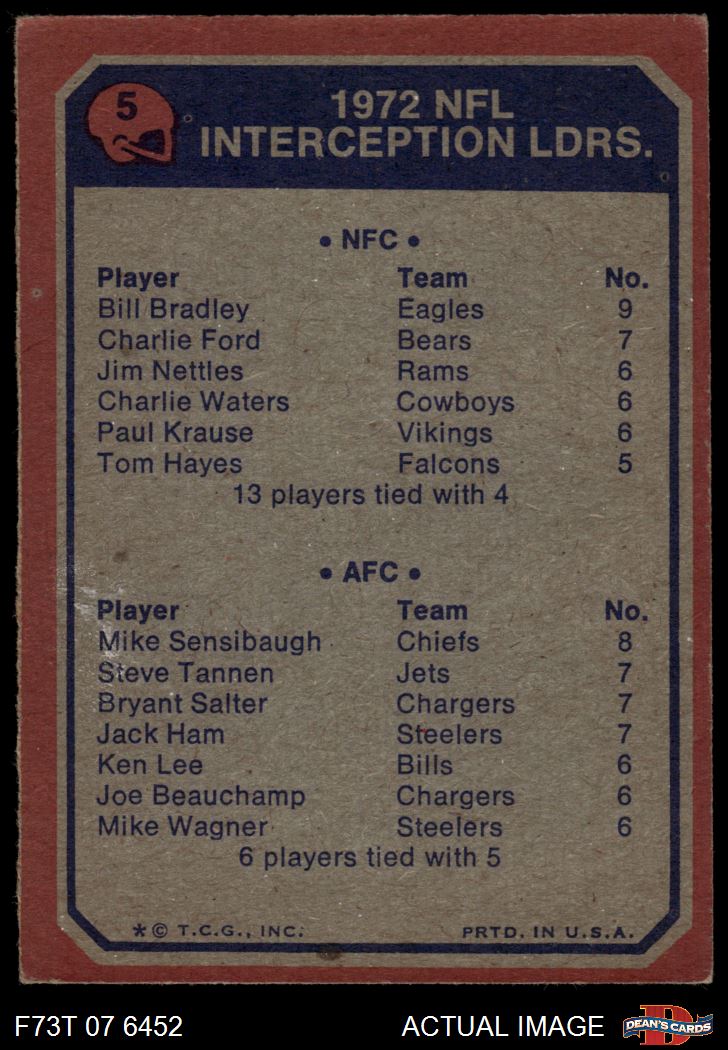 5
1972 NFL
INTERCEPTION LDRS.
• NFC •
Player Team No.
Bill Bradley Eagles 9
Charlie Ford Bears 7
Jim Nettles Rams 6
Charlie Waters Cowboys 6
Paul Krause Vikings 6
Tom Hayes Falcons 5
13 players tied with 4
• AFC •
Player Team No.
Mike Sensibaugh Chiefs 8
Steve Tannen Jets 7
Bryant Salter Chargers 7
Jack Ham Steelers 7
Ken Lee Bills 6
Joe Beauchamp Chargers 6
Mike Wagner Steelers 6
6 players tied with 5
*© T.C.G., INC. PRTD. IN U.S.A.
F73T 07 6452 ACTUAL IMAGE D DEAN'S CARDS